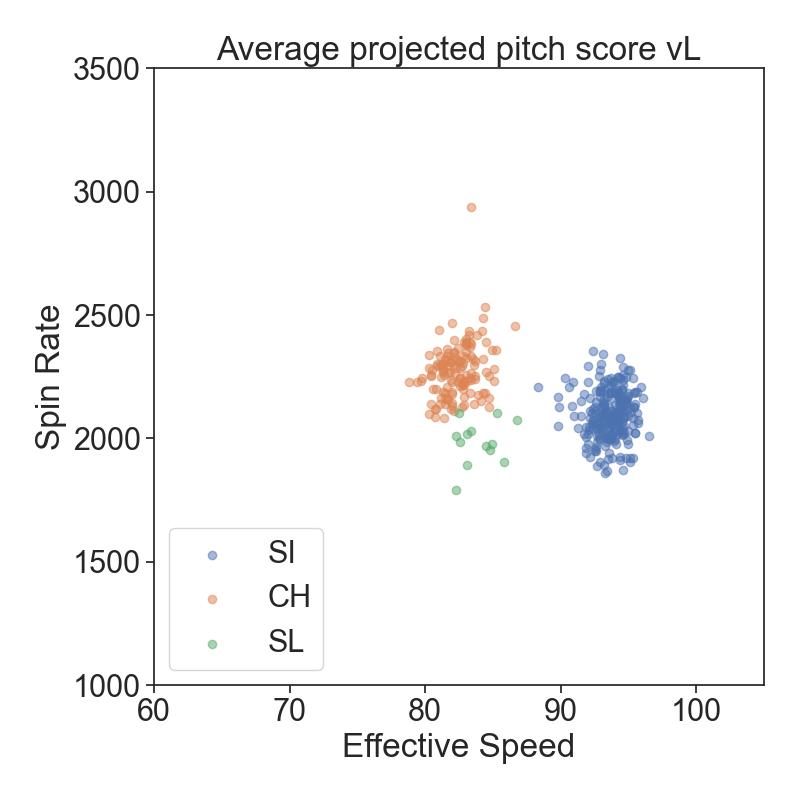 Average projected pitch score vL
3500
3000
2500
2000
1500
1000
Spin Rate
SI
CH
SL
60 70 80 90 100
Effective Speed